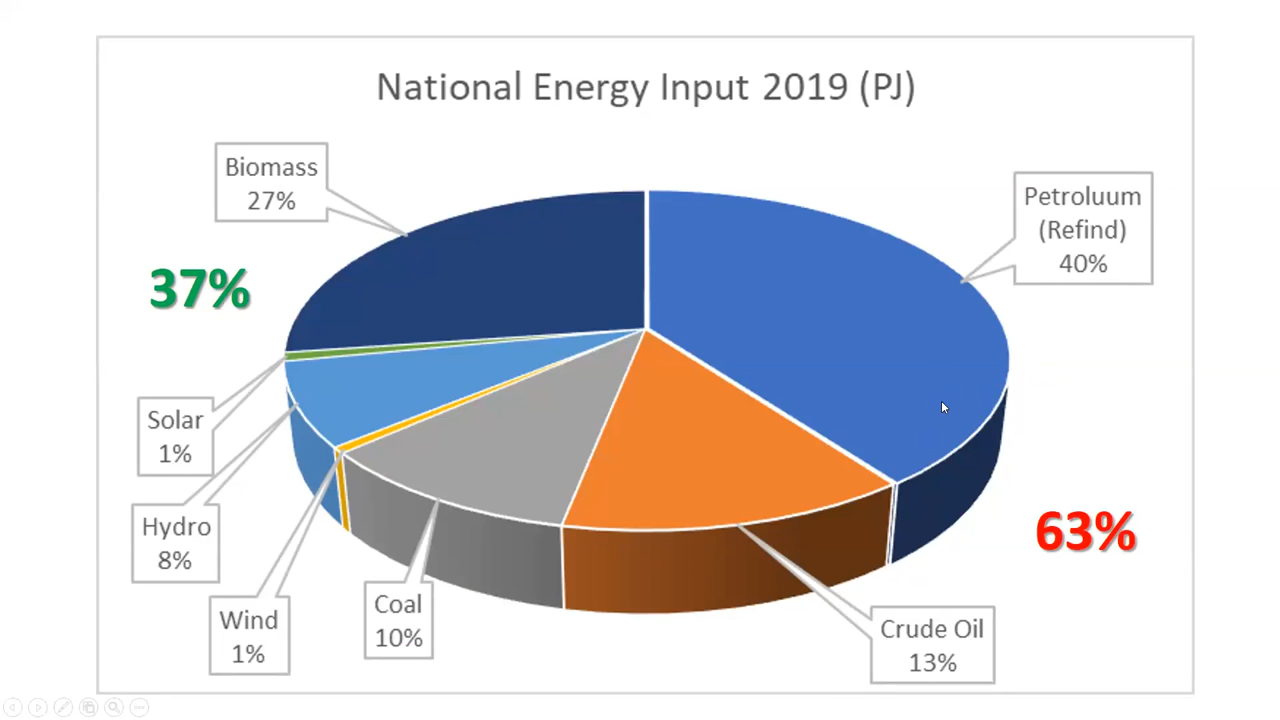 National Energy Input 2019 (PJ)
Biomass
27%
Petroluum
(Refind)
40%
37%
Solar
1%
Hydro
8%
63%
Wind
1%
Coal
10%
Crude Oil
13%